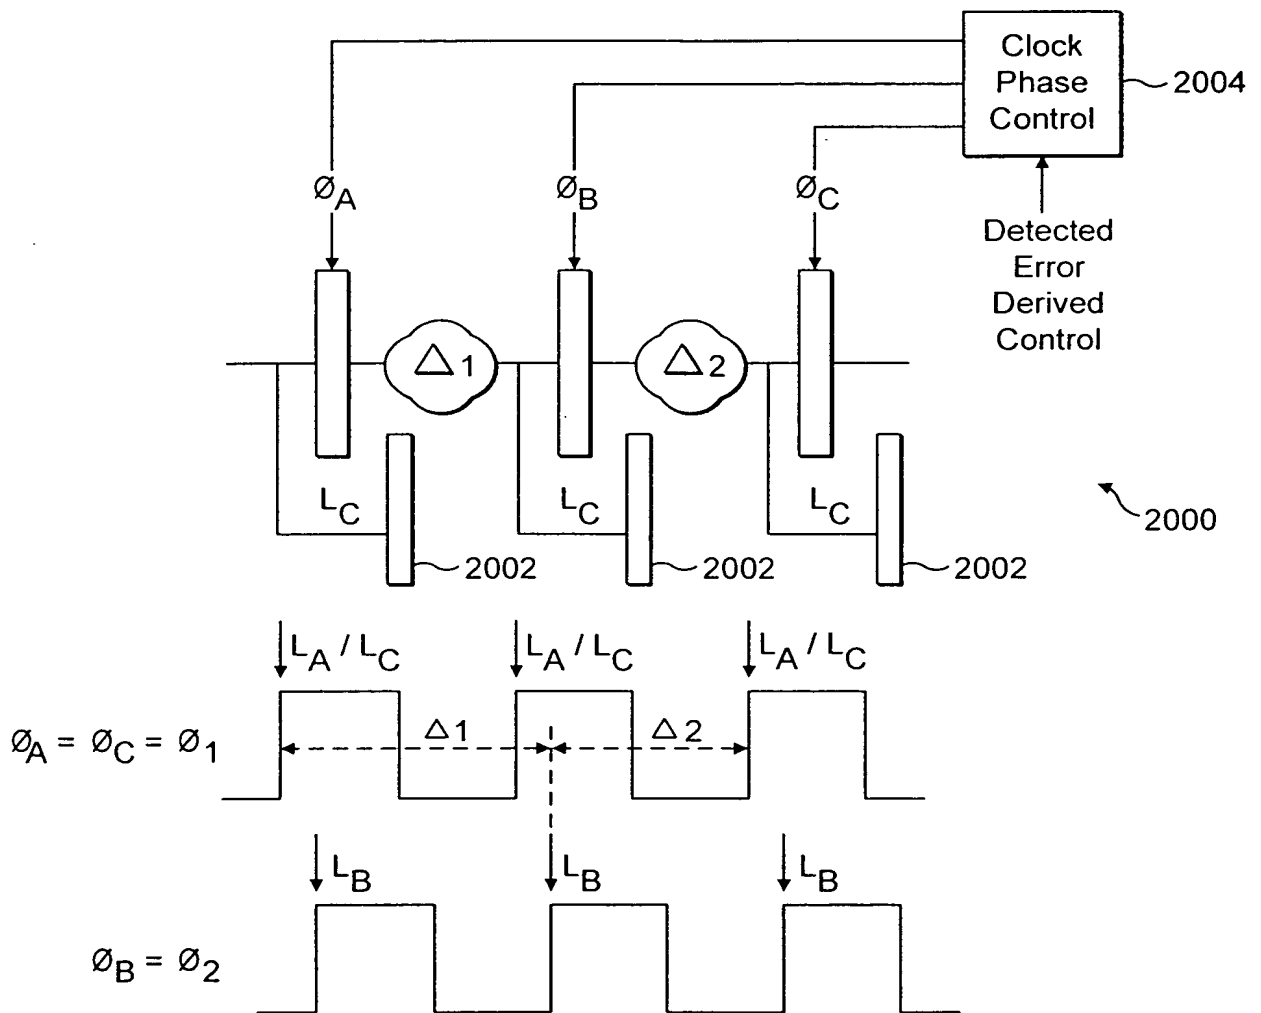 Clock
Phase
Control
2004
ØA
ØB
ØC
Detected
Error
Derived
Control
△1
△2
LC
LC
LC
2000
2002
2002
2002
LA / LC
LA / LC
LA / LC
ØA = ØC = Ø1
△1
△2
LB
LB
LB
ØB = Ø2